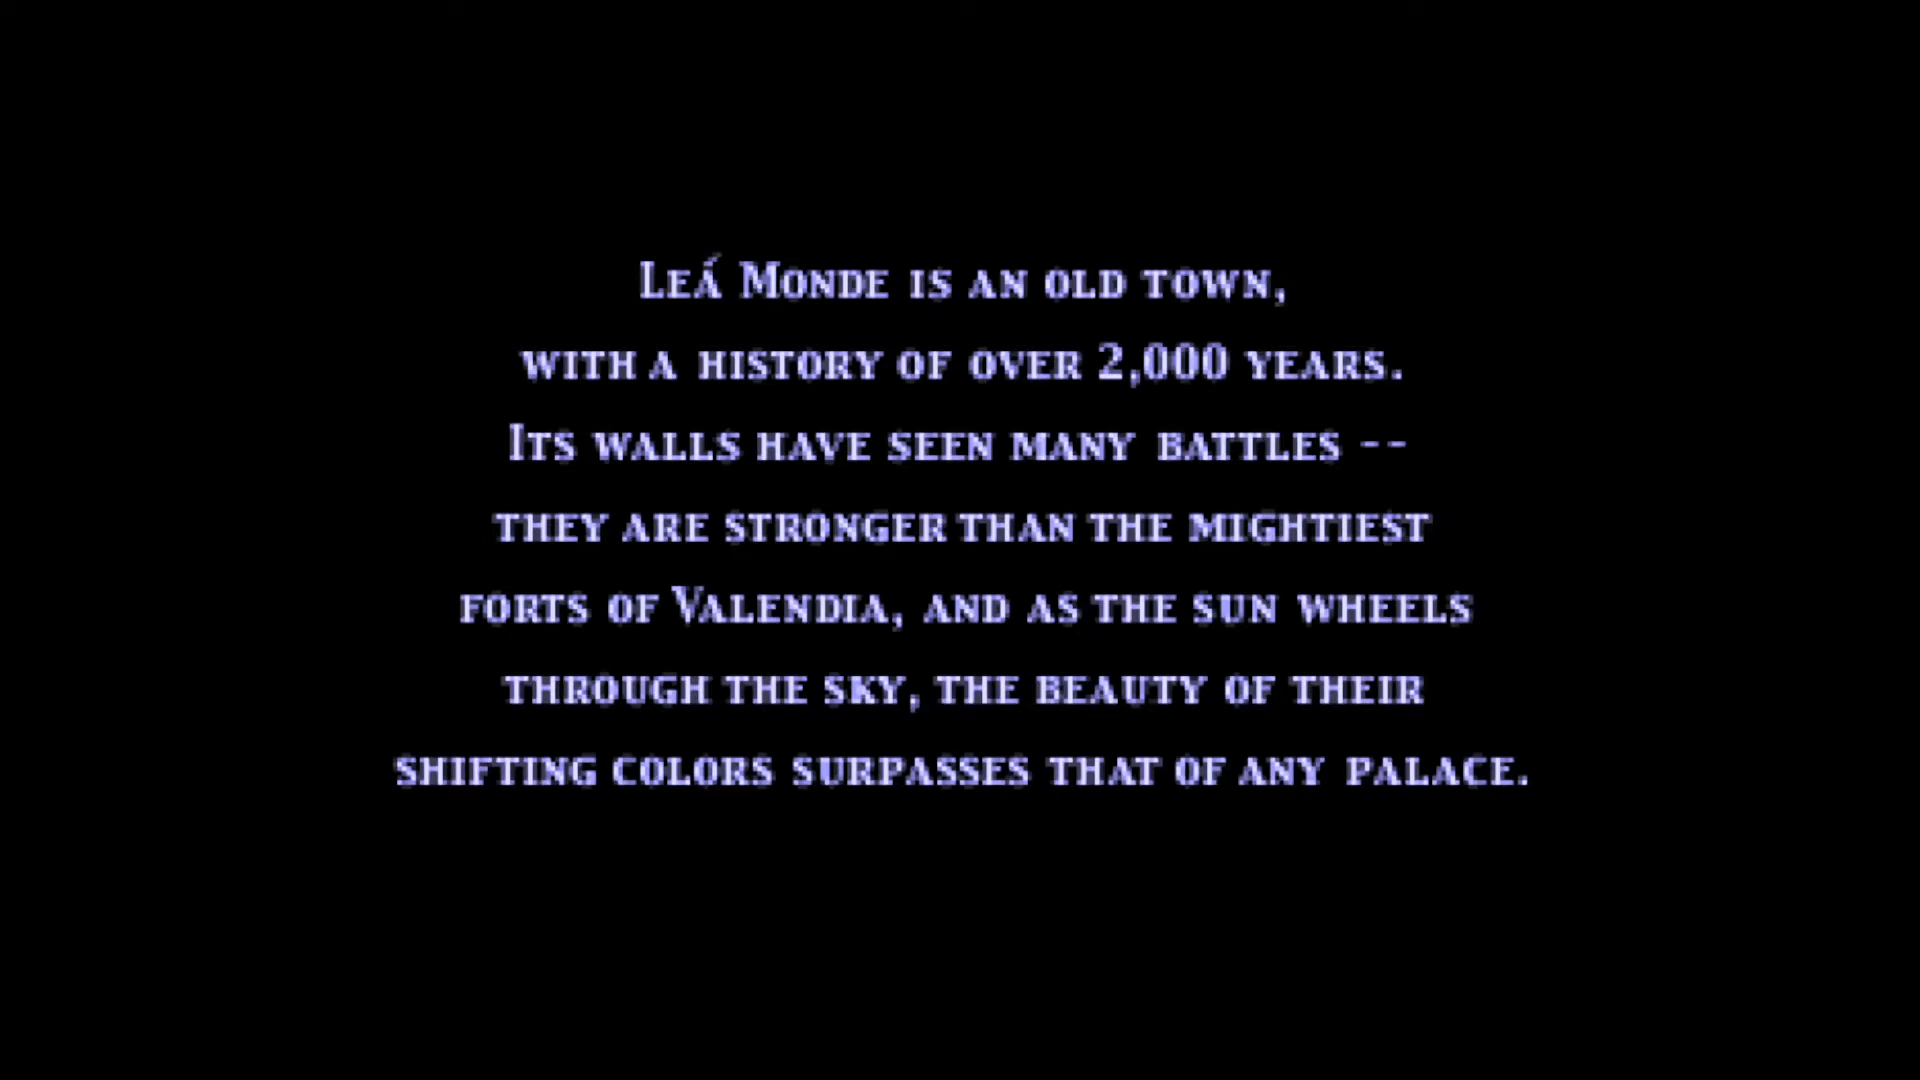 Leá Monde is an old town,
with a history of over 2,000 years.
Its walls have seen many battles --
they are stronger than the mightiest
forts of Valendia, and as the sun wheels
through the sky, the beauty of their
shifting colors surpasses that of any palace.